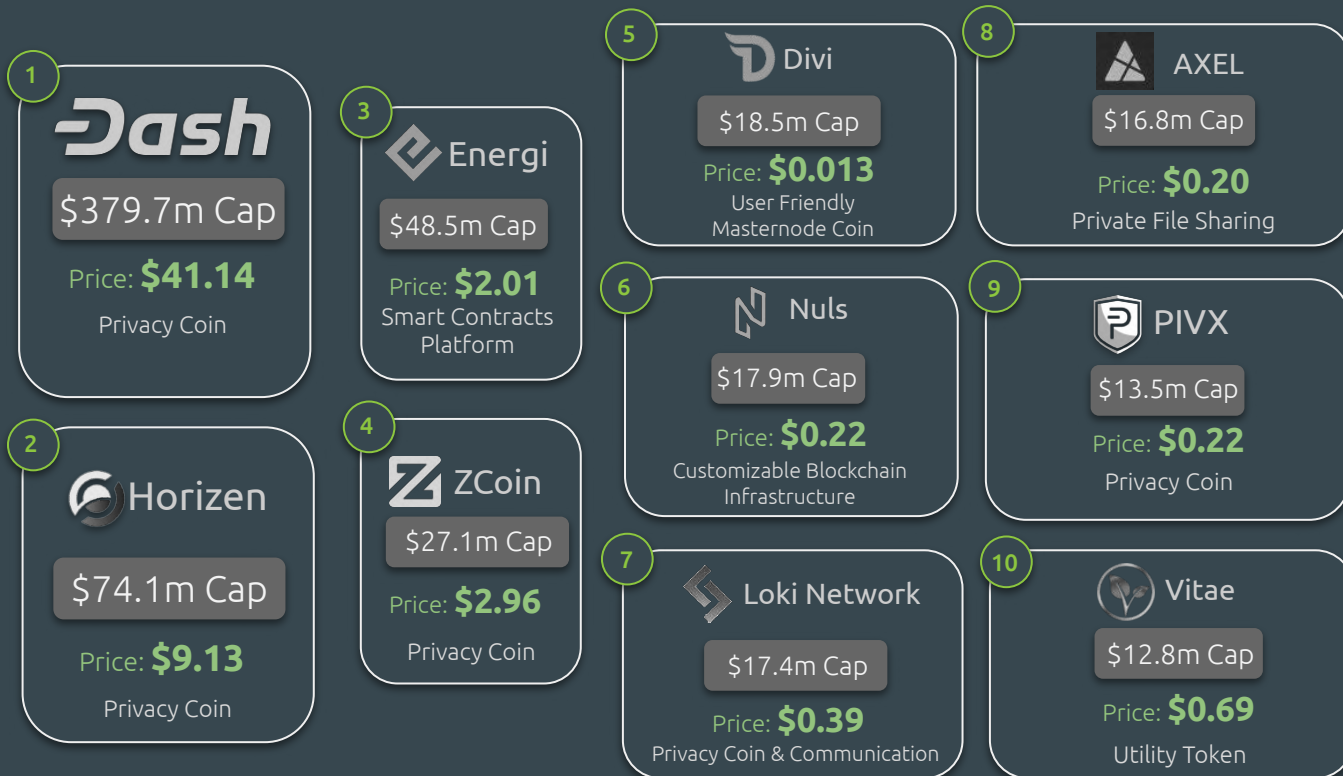 1
Dash
$379.7m Cap
Price: $41.14
Privacy Coin
2
Horizen
$74.1m Cap
Price: $9.13
Privacy Coin
3
Energi
$48.5m Cap
Price: $2.01
Smart Contracts
Platform
4
ZCoin
$27.1m Cap
Price: $2.96
Privacy Coin
5
Divi
$18.5m Cap
Price: $0.013
User Friendly
Masternode Coin
6
Nuls
$17.9m Cap
Price: $0.22
Customizable Blockchain
Infrastructure
7
Loki Network
$17.4m Cap
Price: $0.39
Privacy Coin & Communication
8
AXEL
$16.8m Cap
Price: $0.20
Private File Sharing
9
PIVX
$13.5m Cap
Price: $0.22
Privacy Coin
10
Vitae
$12.8m Cap
Price: $0.69
Utility Token